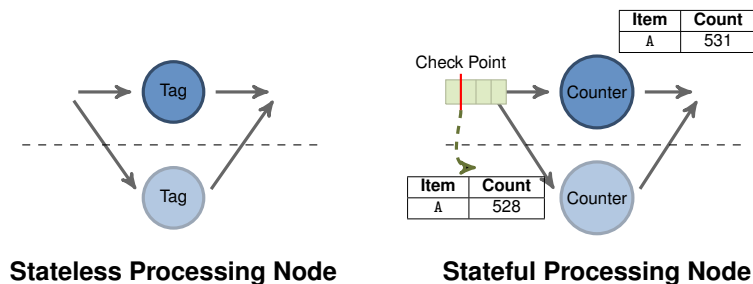 Item Count
A 531
Check Point
Tag
Counter
Item Count
A 528
Tag
Counter
Stateless Processing Node
Stateful Processing Node